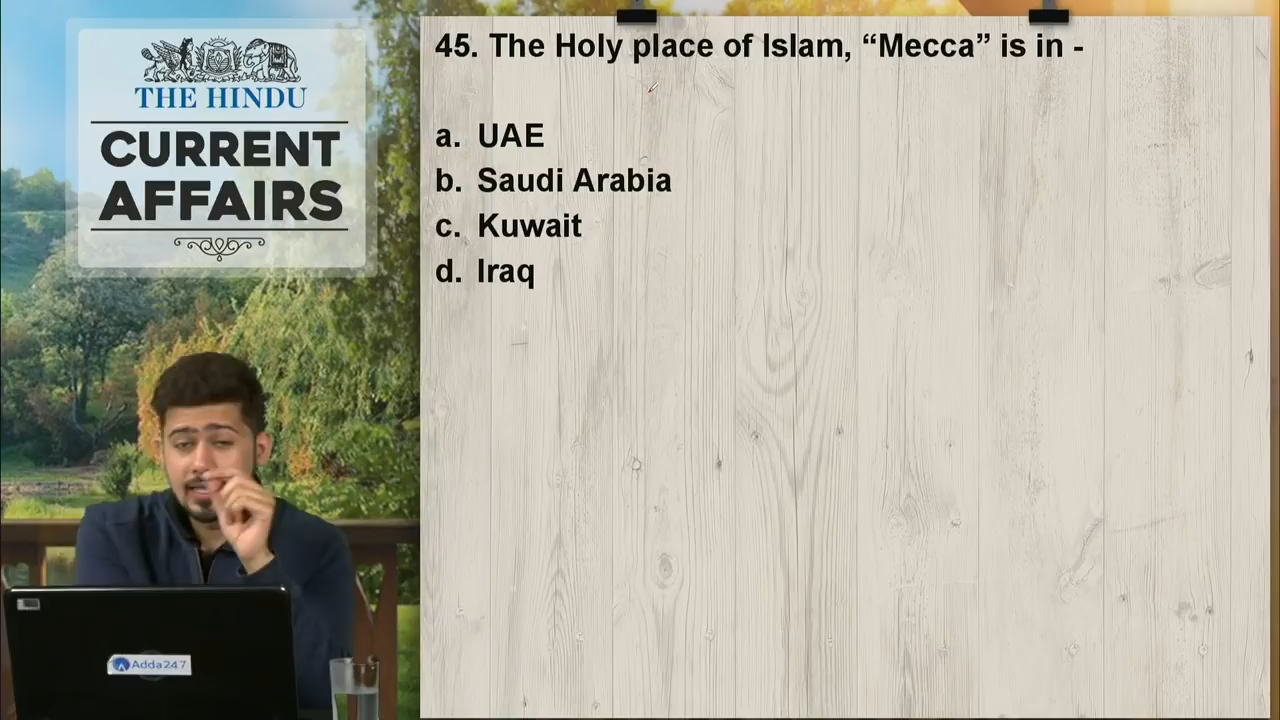 THE HINDU
CURRENT
AFFAIRS
45. The Holy place of Islam, “Mecca” is in -
a. UAE
b. Saudi Arabia
c. Kuwait
d. Iraq
Adda247